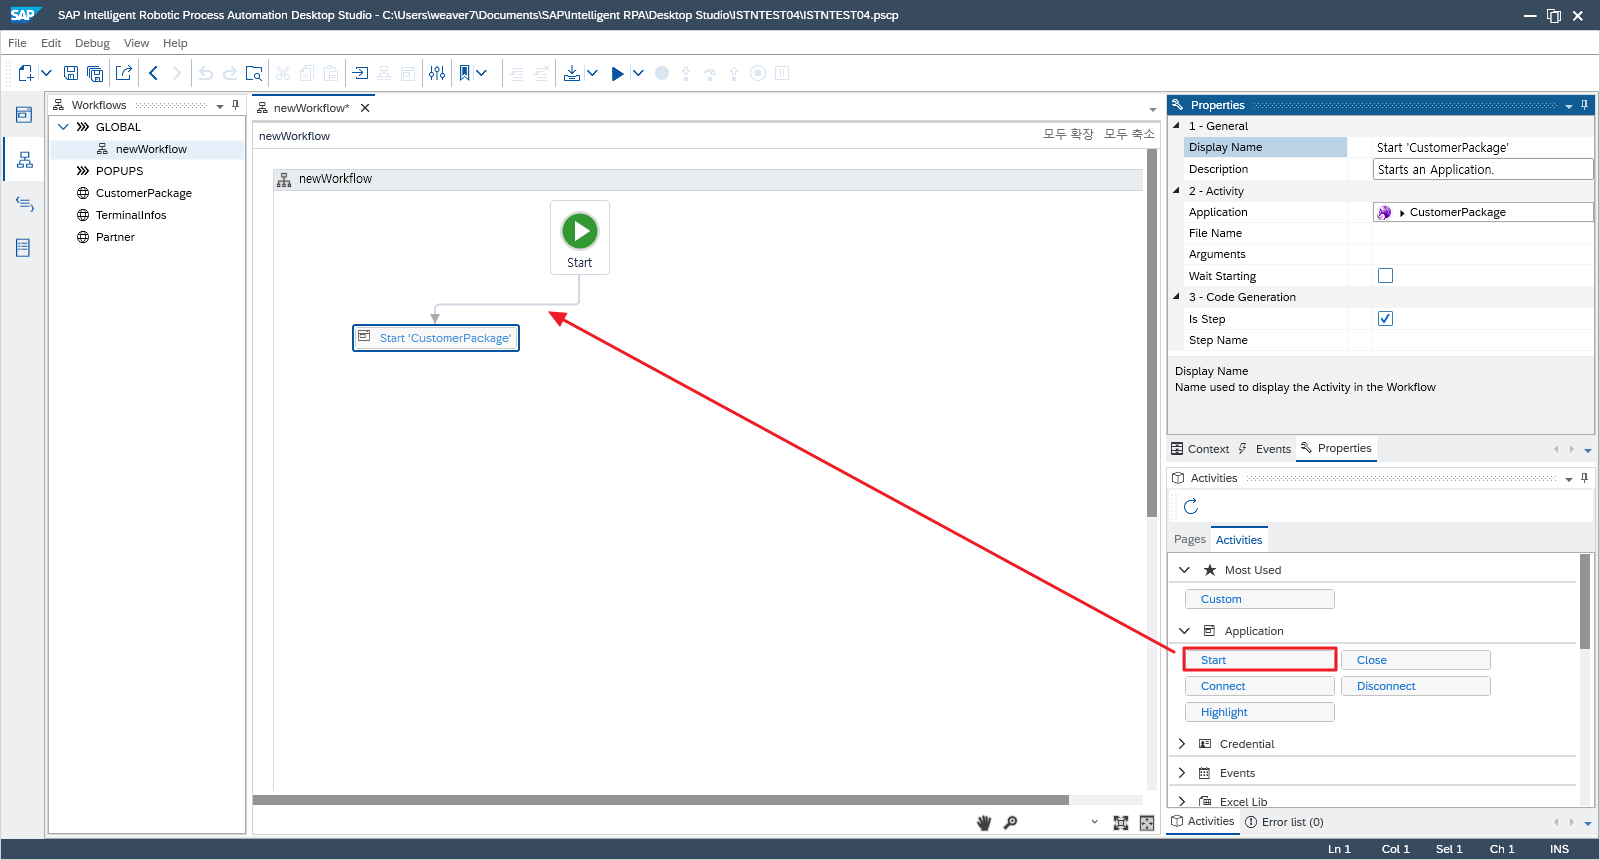 SAP SAP Intelligent Robotic Process Automation Desktop Studio - C:\Users\weaver7\Documents\SAP\Intelligent RPA\Desktop Studio\ISTNTEST04\ISTNTEST04.pscp
File Edit Debug View Help
Workflows
GLOBAL
newWorkflow
POPUPS
CustomerPackage
TerminalInfos
Partner
newWorkflow*
newWorkflow
모두 확장 모두 축소
newWorkflow
Start
Start 'CustomerPackage'
Properties
1 - General
Display Name Start 'CustomerPackage'
Description Starts an Application.
2 - Activity
Application CustomerPackage
File Name
Arguments
Wait Starting
3 - Code Generation
Is Step
Step Name
Display Name
Name used to display the Activity in the Workflow
Context Events Properties
Activities
Pages Activities
Most Used
Custom
Application
Start Close
Connect Disconnect
Highlight
Credential
Events
Excel Lib
Activities Error list (0)
Ln 1 Col 1 Sel 1 Ch 1 INS